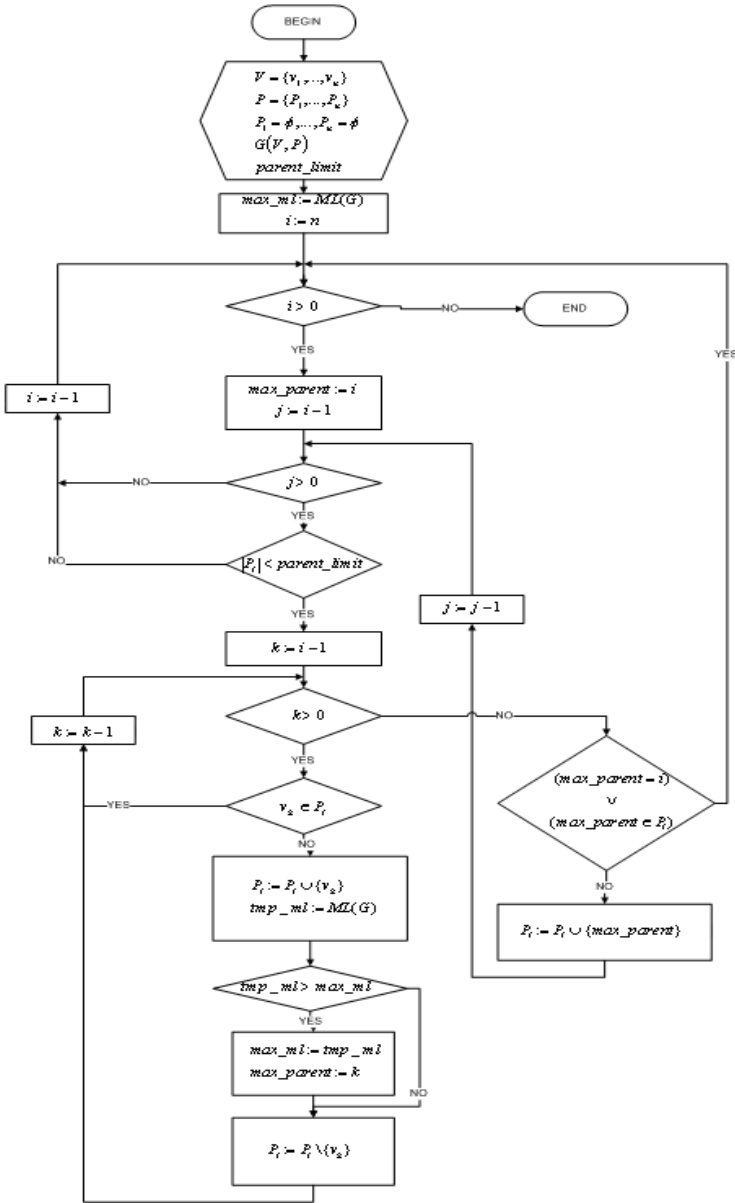 BEGIN
V = {v₁,...,vₙ}
P = {P₁,...,Pₙ}
P₁ = ϕ,...,Pₙ = ϕ
G(V,P)
parent_limit
max_ml := ML(G)
i := n
i > 0
NO
END
YES
YES
max_parent := i
j := i − 1
i := i − 1
j > 0
NO
YES
|Pᵢ| < parent_limit
NO
YES
j := j − 1
k := i − 1
k > 0
NO
k := k − 1
YES
(max_parent = i)
∪
(max_parent ∈ Pᵢ)
vₖ ∈ Pᵢ
YES
NO
NO
Pᵢ := Pᵢ ∪ {vₖ}
tmp_ml := ML(G)
Pᵢ := Pᵢ ∪ {max_parent}
tmp_ml > max_ml
YES
max_ml := tmp_ml
max_parent := k
NO
Pᵢ := Pᵢ \ {vₖ}